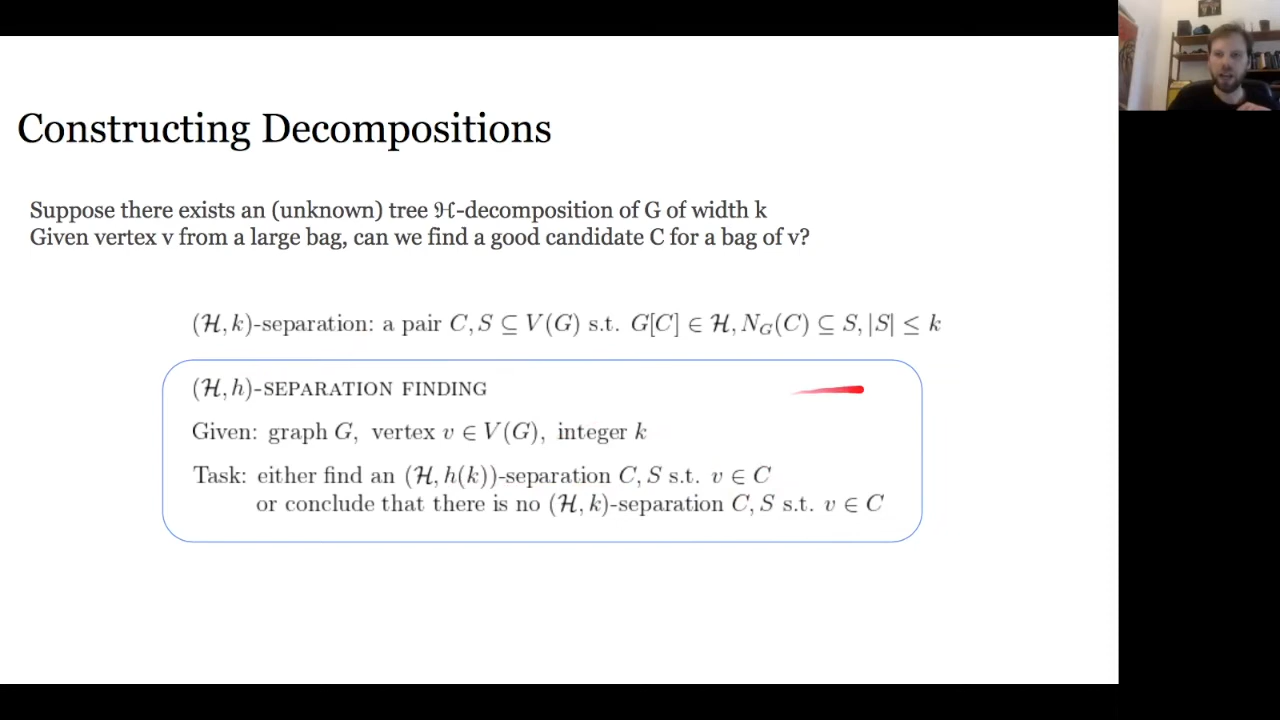 Constructing Decompositions
Suppose there exists an (unknown) tree ℋ-decomposition of G of width k
Given vertex v from a large bag, can we find a good candidate C for a bag of v?
(ℋ, k)-separation: a pair C, S ⊆ V(G) s.t. G[C] ∈ ℋ, N_G(C) ⊆ S, |S| ≤ k
(ℋ, h)-SEPARATION FINDING
Given: graph G, vertex v ∈ V(G), integer k
Task: either find an (ℋ, h(k))-separation C, S s.t. v ∈ C
or conclude that there is no (ℋ, k)-separation C, S s.t. v ∈ C